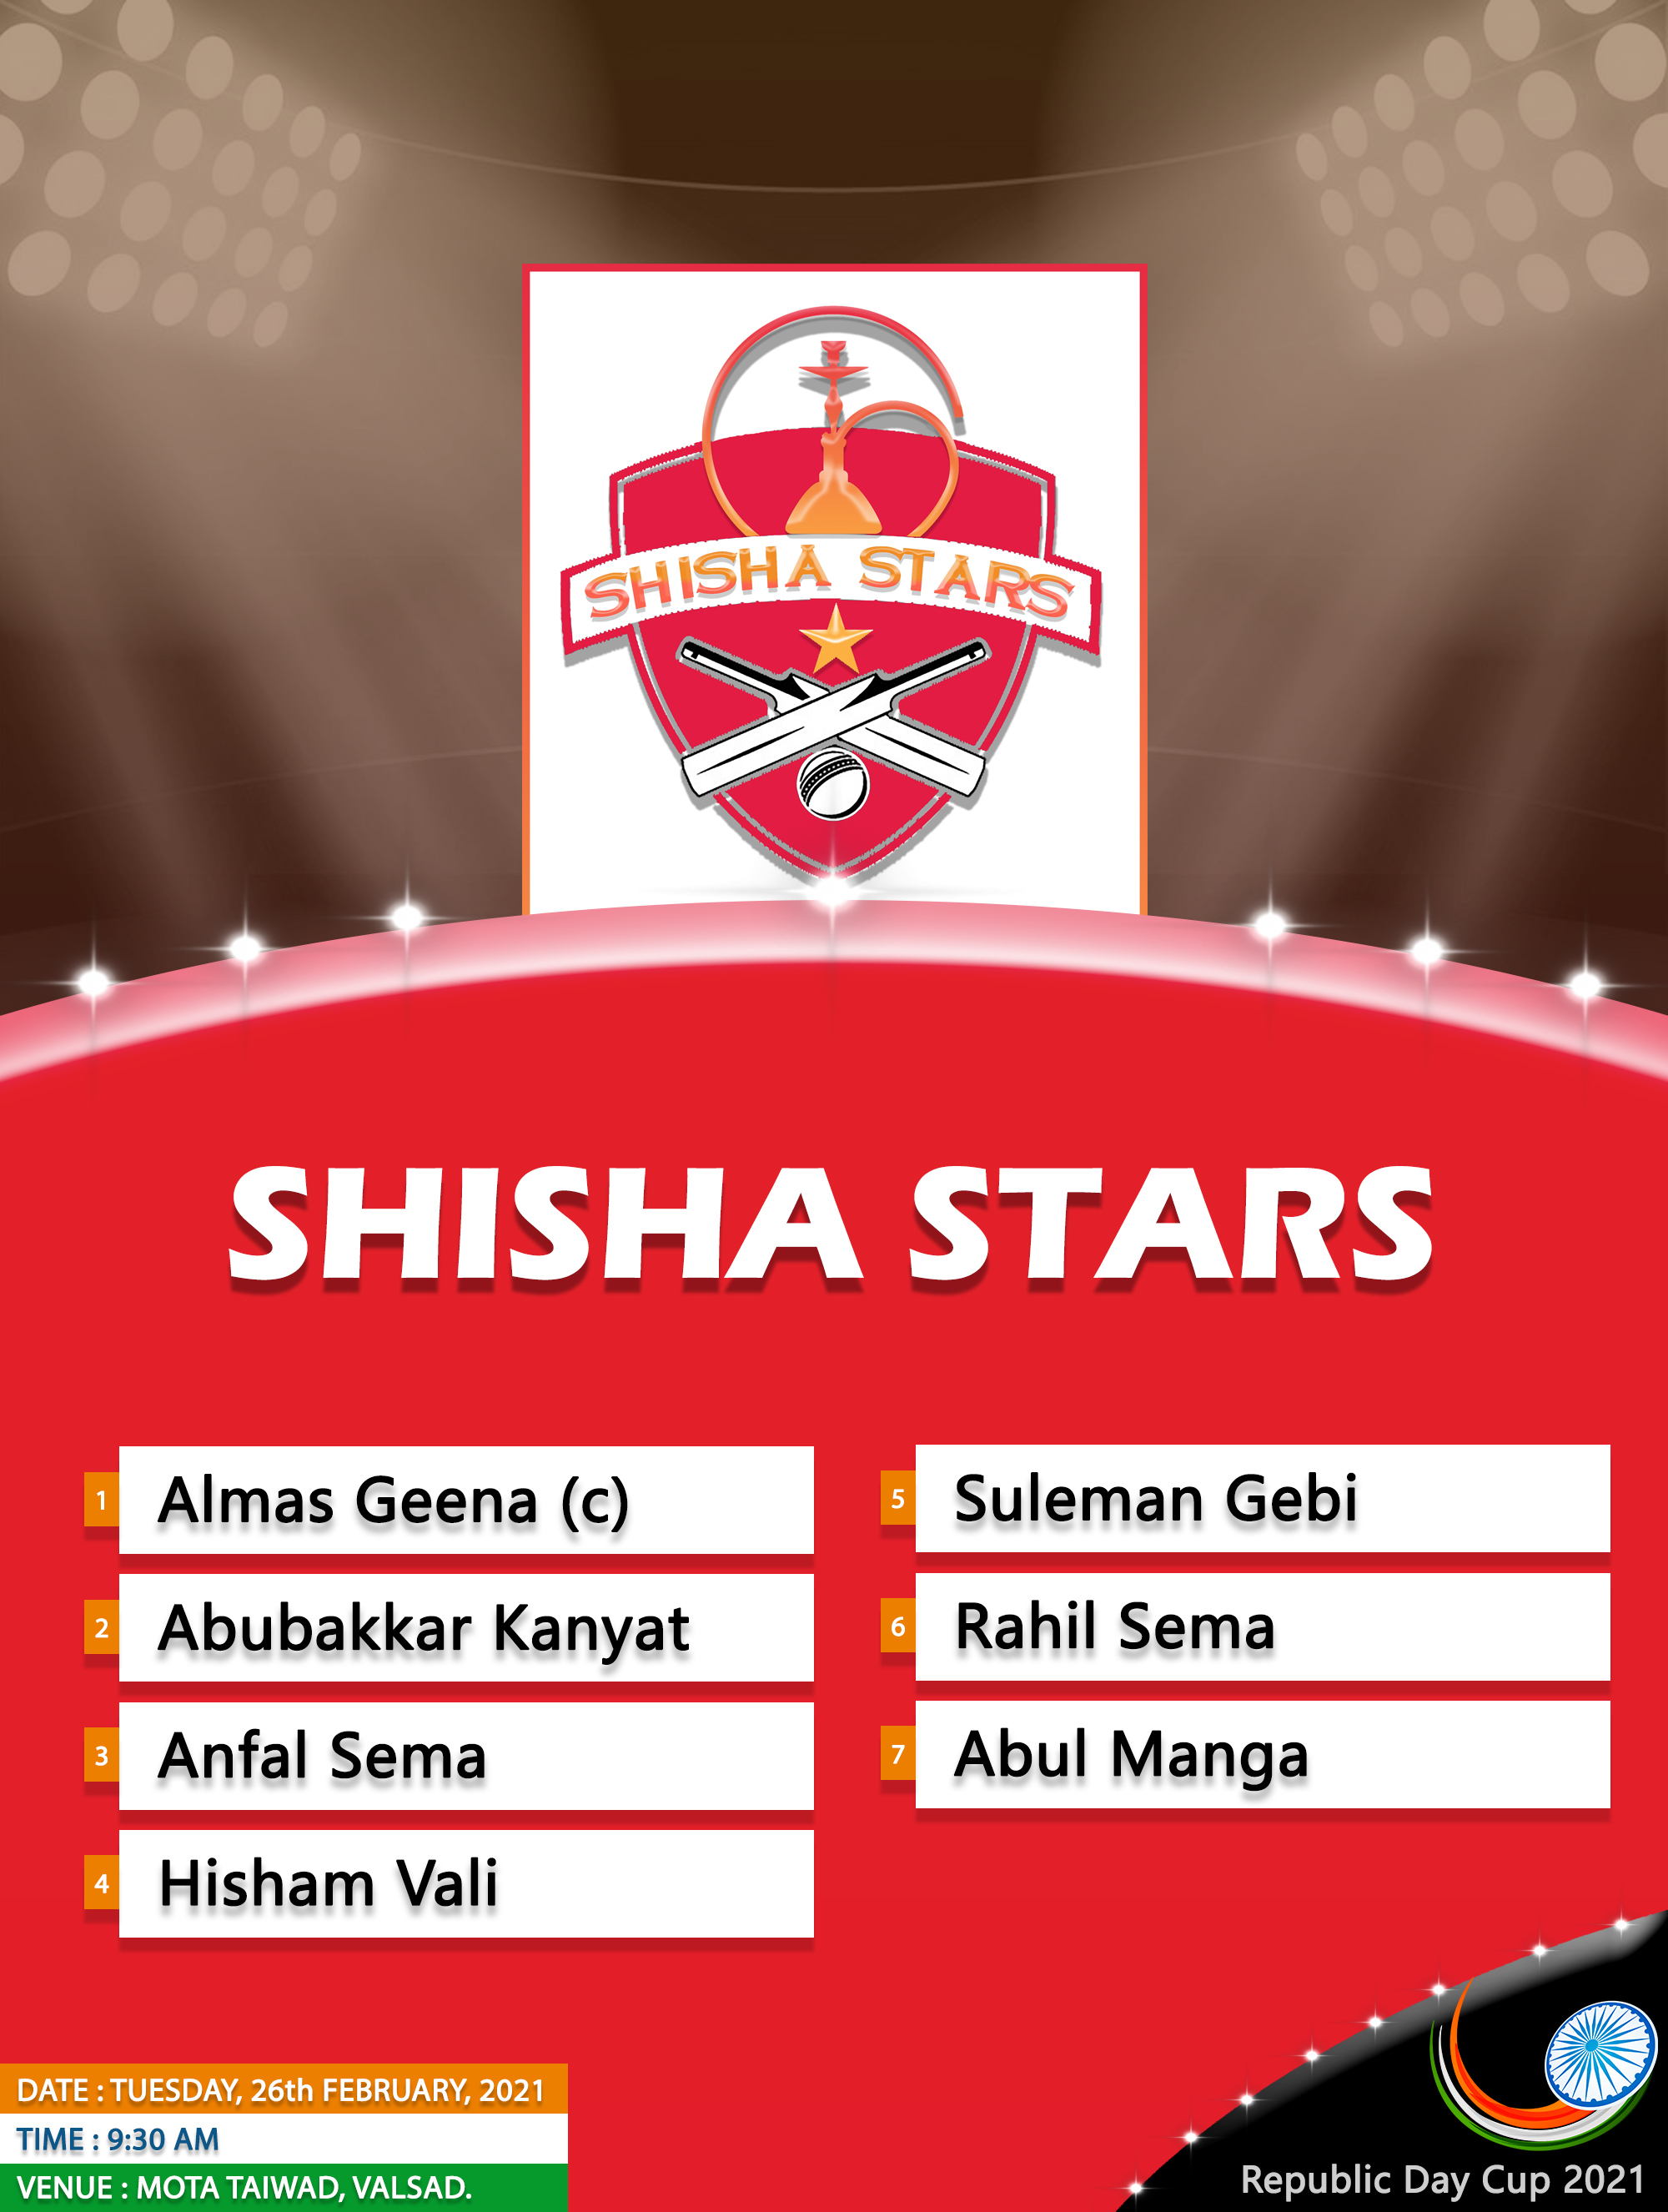 SHISHA STARS
SHISHA STARS
1 Almas Geena (c)
2 Abubakkar Kanyat
3 Anfal Sema
4 Hisham Vali
5 Suleman Gebi
6 Rahil Sema
7 Abul Manga
DATE : TUESDAY, 26th FEBRUARY, 2021
TIME : 9:30 AM
VENUE : MOTA TAIWAD, VALSAD.
Republic Day Cup 2021